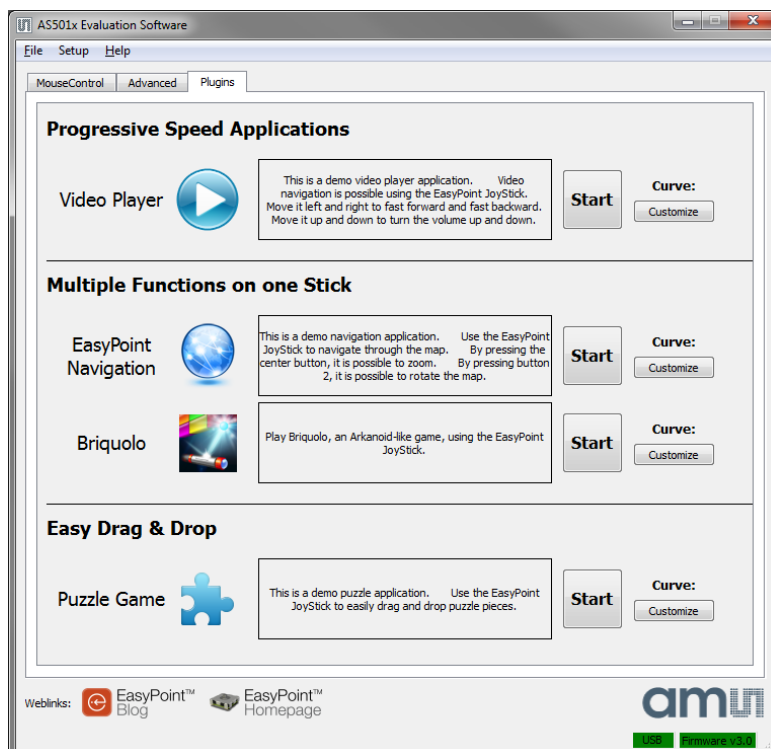 AS501x Evaluation Software
File Setup Help
MouseControl Advanced Plugins
Progressive Speed Applications
Video Player
This is a demo video player application. Video
navigation is possible using the EasyPoint JoyStick.
Move it left and right to fast forward and fast backward.
Move it up and down to turn the volume up and down.
Start
Curve:
Customize
Multiple Functions on one Stick
EasyPoint
Navigation
This is a demo navigation application. Use the EasyPoint
JoyStick to navigate through the map. By pressing the
center button, it is possible to zoom. By pressing button
2, it is possible to rotate the map.
Start
Curve:
Customize
Briquolo
Play Briquolo, an Arkanoid-like game, using the EasyPoint
JoyStick.
Start
Curve:
Customize
Easy Drag & Drop
Puzzle Game
This is a demo puzzle application. Use the EasyPoint
JoyStick to easily drag and drop puzzle pieces.
Start
Curve:
Customize
Weblinks:
EasyPoint™
Blog
EasyPoint™
Homepage
amu
USB Firmware v3.0